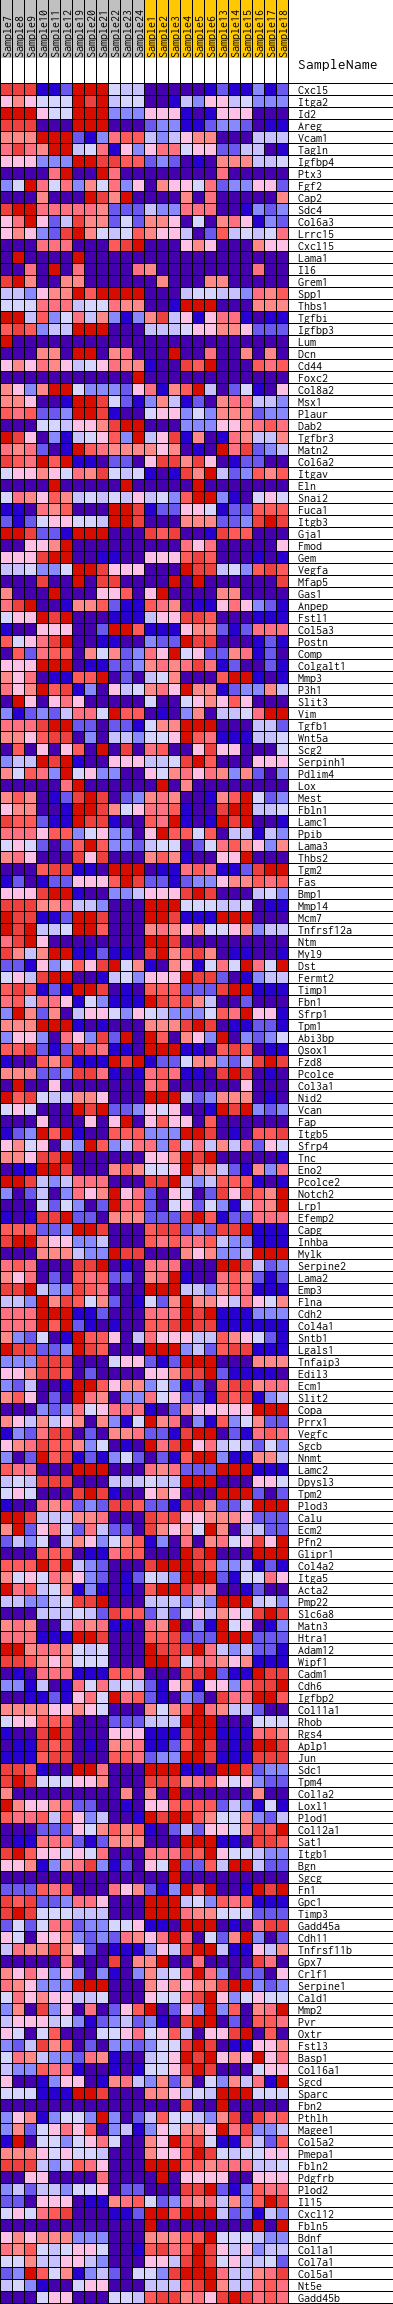 Sample7 Sample8 Sample9 Sample10 Sample11 Sample12 Sample19 Sample20 Sample21 Sample22 Sample23 Sample24 Sample1 Sample2 Sample3 Sample4 Sample5 Sample6 Sample13 Sample14 Sample15 Sample16 Sample17 Sample18
SampleName
Cxcl5
Itga2
Id2
Areg
Vcam1
Tagln
Igfbp4
Ptx3
Fgf2
Cap2
Sdc4
Col6a3
Lrrc15
Cxcl15
Lama1
Il6
Grem1
Spp1
Thbs1
Tgfbi
Igfbp3
Lum
Dcn
Cd44
Foxc2
Col8a2
Msx1
Plaur
Dab2
Tgfbr3
Matn2
Col6a2
Itgav
Eln
Snai2
Fuca1
Itgb3
Gja1
Fmod
Gem
Vegfa
Mfap5
Gas1
Anpep
Fstl1
Col5a3
Postn
Comp
Colgalt1
Mmp3
P3h1
Slit3
Vim
Tgfb1
Wnt5a
Scg2
Serpinh1
Pdlim4
Lox
Mest
Fbln1
Lamc1
Ppib
Lama3
Thbs2
Tgm2
Fas
Bmp1
Mmp14
Mcm7
Tnfrsf12a
Ntm
Myl9
Dst
Fermt2
Timp1
Fbn1
Sfrp1
Tpm1
Abi3bp
Qsox1
Fzd8
Pcolce
Col3a1
Nid2
Vcan
Fap
Itgb5
Sfrp4
Tnc
Eno2
Pcolce2
Notch2
Lrp1
Efemp2
Capg
Inhba
Mylk
Serpine2
Lama2
Emp3
Flna
Cdh2
Col4a1
Sntb1
Lgals1
Tnfaip3
Edil3
Ecm1
Slit2
Copa
Prrx1
Vegfc
Sgcb
Nnmt
Lamc2
Dpysl3
Tpm2
Plod3
Calu
Ecm2
Pfn2
Glipr1
Col4a2
Itga5
Acta2
Pmp22
Slc6a8
Matn3
Htra1
Adam12
Wipf1
Cadm1
Cdh6
Igfbp2
Col11a1
Rhob
Rgs4
Aplp1
Jun
Sdc1
Tpm4
Col1a2
Loxl1
Plod1
Col12a1
Sat1
Itgb1
Bgn
Sgcg
Fn1
Gpc1
Timp3
Gadd45a
Cdh11
Tnfrsf11b
Gpx7
Crlf1
Serpine1
Cald1
Mmp2
Pvr
Oxtr
Fstl3
Basp1
Col16a1
Sgcd
Sparc
Fbn2
Pthlh
Magee1
Col5a2
Pmepa1
Fbln2
Pdgfrb
Plod2
Il15
Cxcl12
Fbln5
Bdnf
Col1a1
Col7a1
Col5a1
Nt5e
Gadd45b